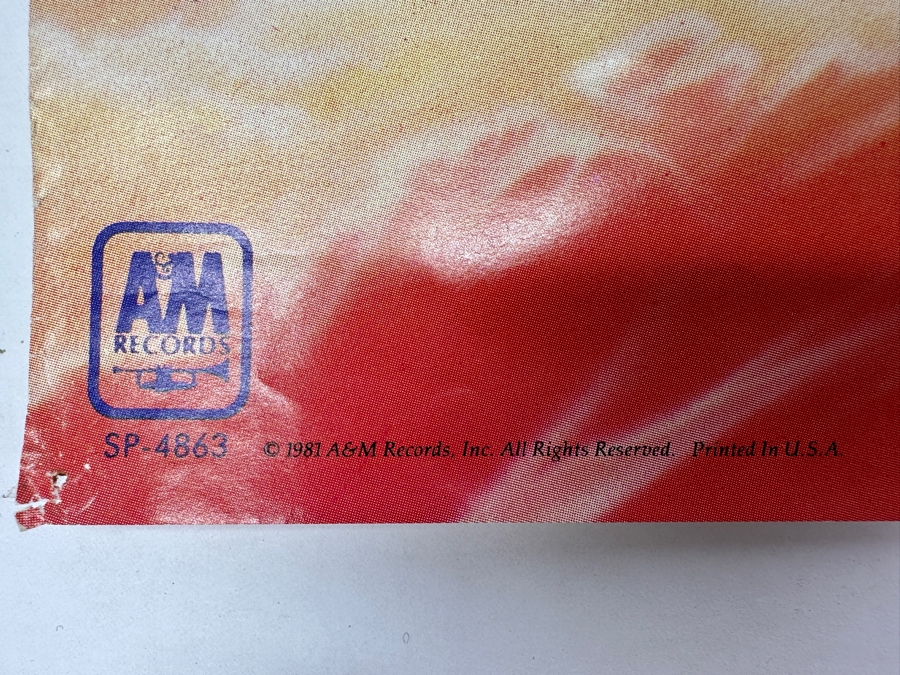 A&M
RECORDS
SP-4863
© 1981 A&M Records, Inc. All Rights Reserved. Printed In U.S.A.